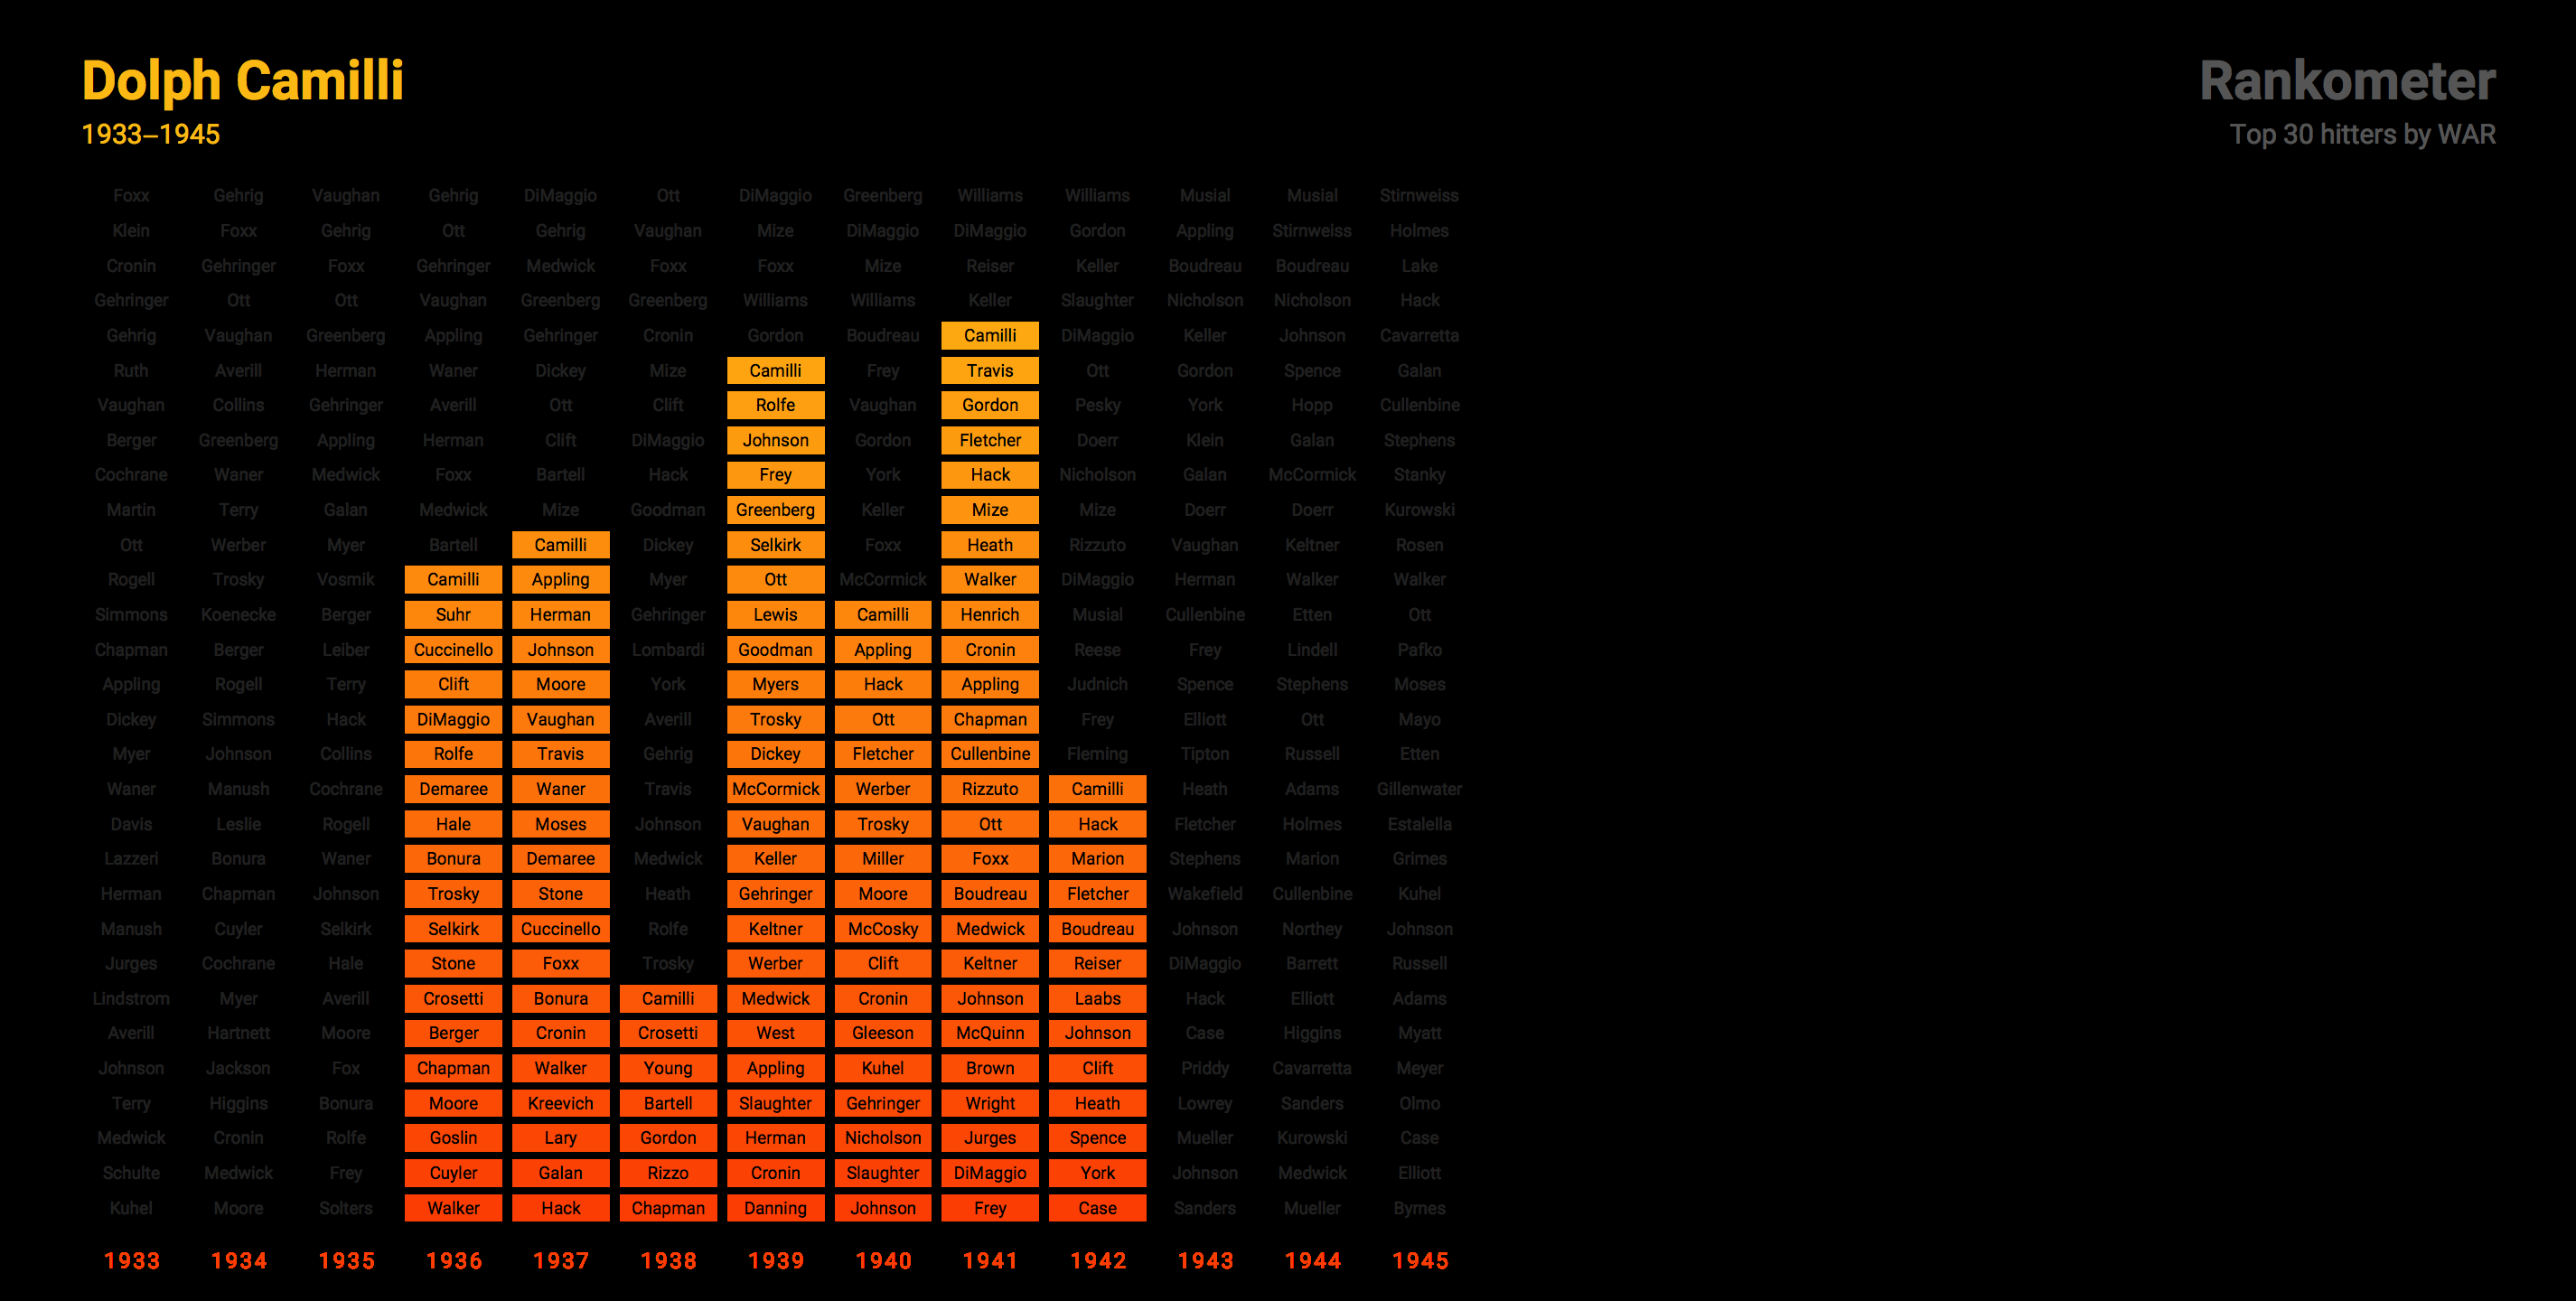 Dolph Camilli
1933–1945
Rankometer
Top 30 hitters by WAR
Foxx Gehrig Vaughan Gehrig DiMaggio Ott DiMaggio Greenberg Williams Williams Musial Musial Stirnweiss
Klein Foxx Gehrig Ott Gehrig Vaughan Mize DiMaggio DiMaggIo Gordon Appling Stirnweiss Holmes
Cronin Gehringer Foxx Gehringer Medwick Foxx Foxx Mize Reiser Keller Boudreau Boudreau Lake
Gehringer Ott Ott Vaughan Greenberg Greenberg Williams Williams Keller Slaughter Nicholson Nicholson Hack
Gehrig Vaughan Greenberg Appling Gehringer Cronin Gordon Boudreau Camilli DiMaggio Keller Johnson Cavarretta
Ruth Averill Herman Waner Dickey Mize Camilli Frey Travis Ott Gordon Spence Galan
Vaughan Collins Gehringer Averill Ott Clift Rolfe Vaughan Gordon Pesky York Hopp Cullenbine
Berger Greenberg Appling Herman Clift DiMaggio Johnson Gordon Fletcher Doerr Klein Galan Stephens
Cochrane Waner Medwick Foxx Bartell Hack Frey York Hack Nicholson Galan McCormick Stanky
Martin Terry Galan Medwick Mize Goodman Greenberg Keller Mize Mize Doerr Doerr Kurowski
Ott Werber Myer Bartell Camilli Dickey Selkirk Foxx Heath Rizzuto Vaughan Keltner Rosen
Rogell Trosky Vosmik Camilli Appling Myer Ott McCormick Walker DiMaggio Herman Walker Walker
Simmons Koenecke Berger Suhr Herman Gehringer Lewis Camilli Henrich Musial Cullenbine Etten Ott
Chapman Berger Leiber Cuccinello Johnson Lombardi Goodman Appling Cronin Reese Frey Lindell Pafko
Appling Rogell Terry Clift Moore York Myers Hack Appling Judnich Spence Stephens Moses
Dickey Simmons Hack DiMaggio Vaughan Averill Trosky Ott Chapman Frey Elliott Ott Mayo
Myer Johnson Collins Rolfe Travis Gehrig Dickey Fletcher Cullenbine Fleming Tipton Russell Etten
Waner Manush Cochrane Demaree Waner Travis McCormick Werber Rizzuto Camilli Heath Adams Gillenwater
Davis Leslie Rogell Hale Moses Johnson Vaughan Trosky Ott Hack Fletcher Holmes Estalella
Lazzeri Bonura Waner Bonura Demaree Medwick Keller Miller Foxx Marion Stephens Marion Grimes
Herman Chapman Johnson Trosky Stone Heath Gehringer Moore Boudreau Fletcher Wakefield Cullenbine Kuhel
Manush Cuyler Selkirk Selkirk Cuccinello Rolfe Keltner McCosky Medwick Boudreau Johnson Northey Johnson
Jurges Cochrane Hale Stone Foxx Trosky Werber Clift Keltner Reiser DiMaggio Barrett Russell
Lindstrom Myer Averill Crosetti Bonura Camilli Medwick Cronin Johnson Laabs Hack Elliott Adams
Averill Hartnett Moore Berger Cronin Crosetti West Gleeson McQuinn Johnson Case Higgins Myatt
Johnson Jackson Fox Chapman Walker Young Appling Kuhel Brown Clift Priddy Cavarretta Meyer
Terry Higgins Bonura Moore Kreevich Bartell Slaughter Gehringer Wright Heath Lowrey Sanders Olmo
Medwick Cronin Rolfe Goslin Lary Gordon Herman Nicholson Jurges Spence Mueller Kurowski Case
Schulte Medwick Frey Cuyler Galan Rizzo Cronin Slaughter DiMaggio York Johnson Medwick Elliott
Kuhel Moore Solters Walker Hack Chapman Danning Johnson Frey Case Sanders Mueller Byrnes
1933 1934 1935 1936 1937 1938 1939 1940 1941 1942 1943 1944 1945